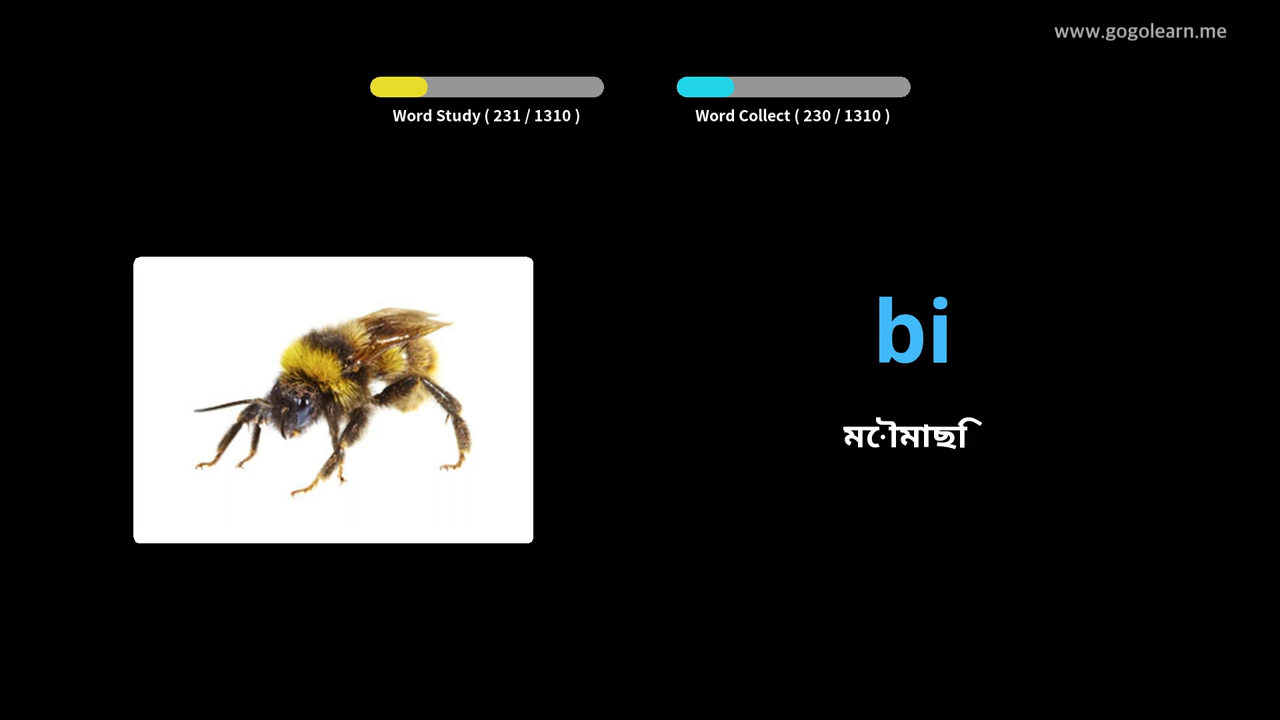 www.gogolearn.me
Word Study ( 231 / 1310 )
Word Collect ( 230 / 1310 )
bi
মৌমাছি